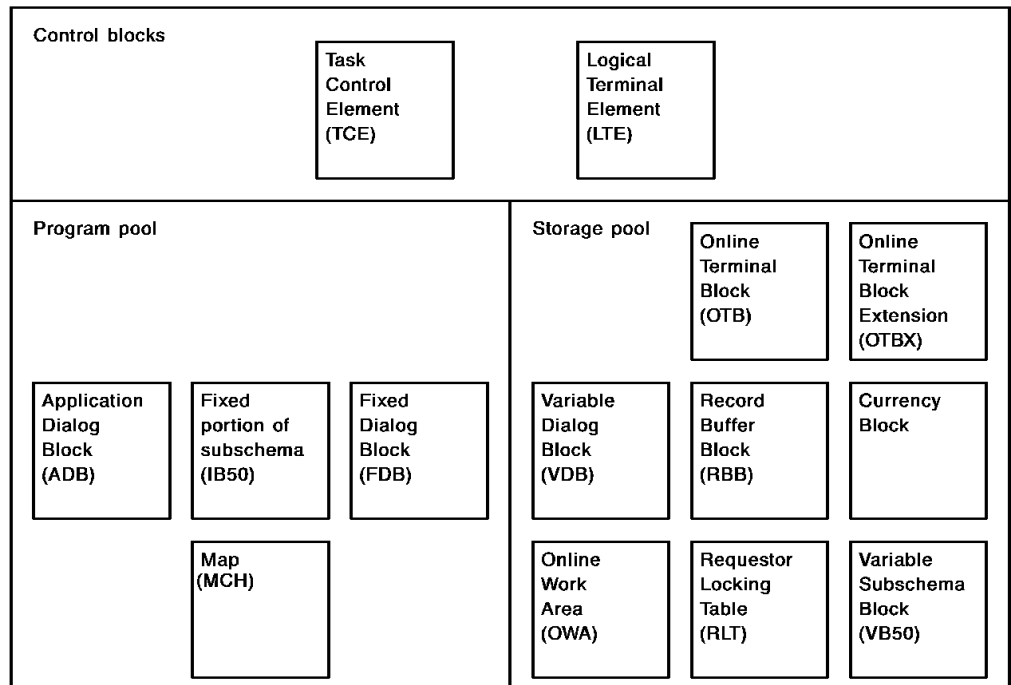 Control blocks
Task
Control
Element
(TCE)
Logical
Terminal
Element
(LTE)
Program pool
Application
Dialog
Block
(ADB)
Fixed
portion of
subschema
(IB50)
Fixed
Dialog
Block
(FDB)
Map
(MCH)
Storage pool
Online
Terminal
Block
(OTB)
Online
Terminal
Block
Extension
(OTBX)
Variable
Dialog
Block
(VDB)
Record
Buffer
Block
(RBB)
Currency
Block
Online
Work
Area
(OWA)
Requestor
Locking
Table
(RLT)
Variable
Subschema
Block
(VB50)